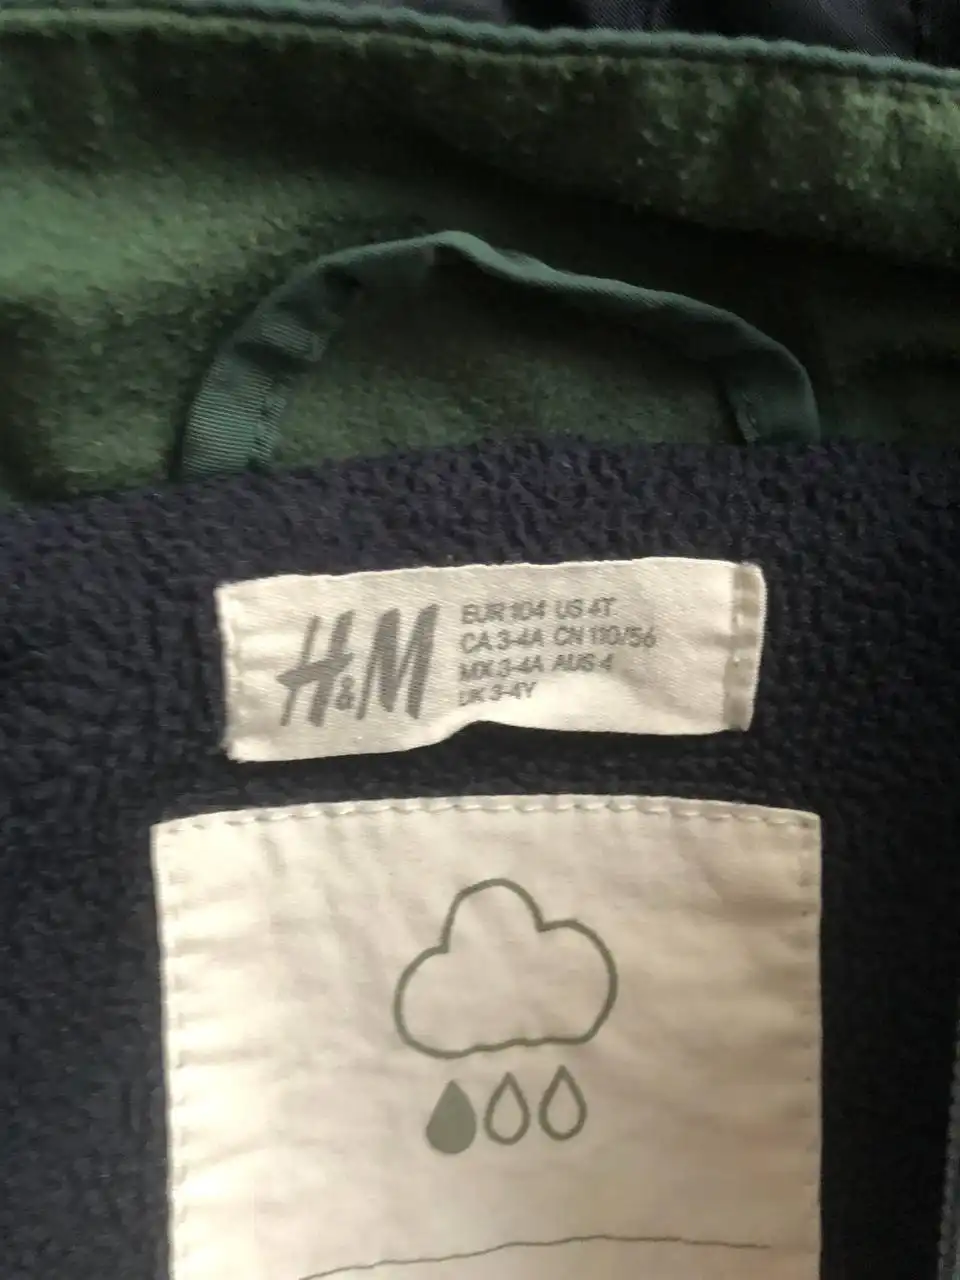 H&M
EUR 104 US 4T
CA 3-4A CN 110/56
MX 3-4A AUS 4
UK 3-4Y